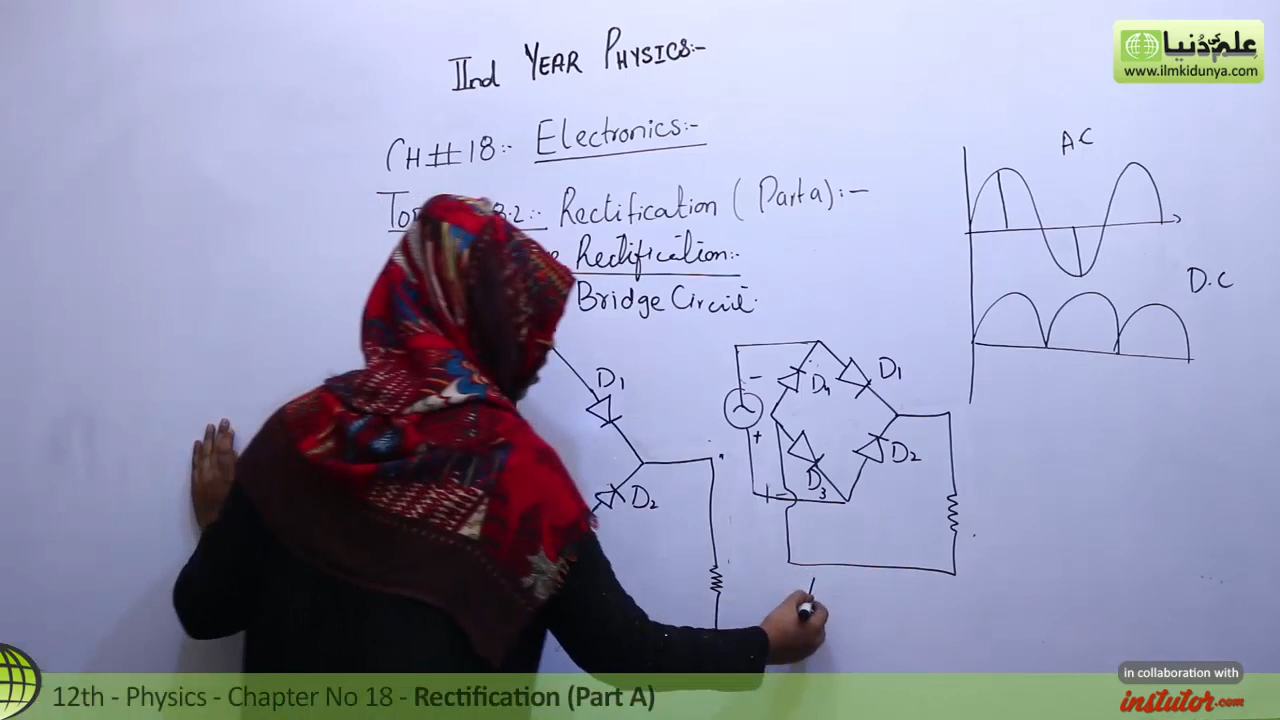 IInd YEAR PHYSICS:-
CH#18:- Electronics:-
Rectification (Part a):-
Rectification:-
Bridge Circuit
AC
D.C
D1
D2
D4
D1
D3
D2
-
+
+ -
علم کی دُنیا
www.ilmkidunya.com
12th - Physics - Chapter No 18 - Rectification (Part A)
in collaboration with
instutor.com